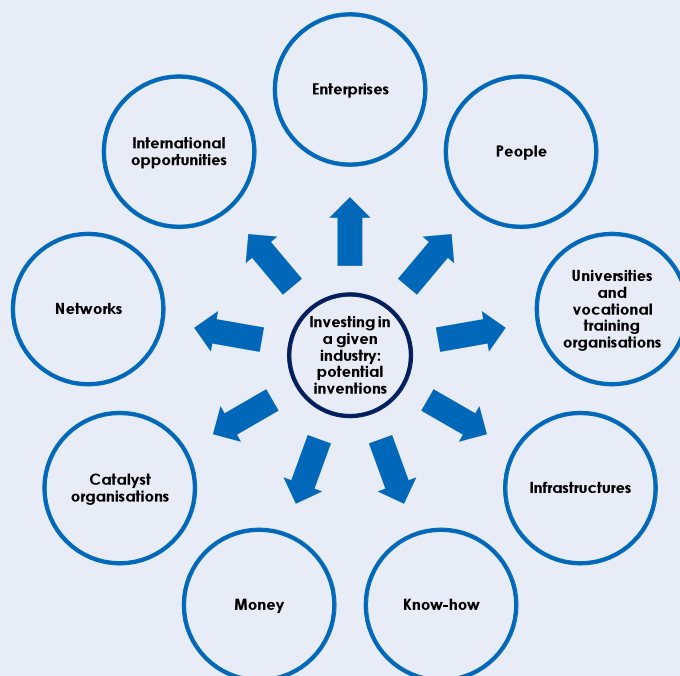 Enterprises
International
opportunities
People
Networks
Universities
and
vocational
training
organisations
Investing in
a given
industry:
potential
inventions
Catalyst
organisations
Infrastructures
Money
Know-how